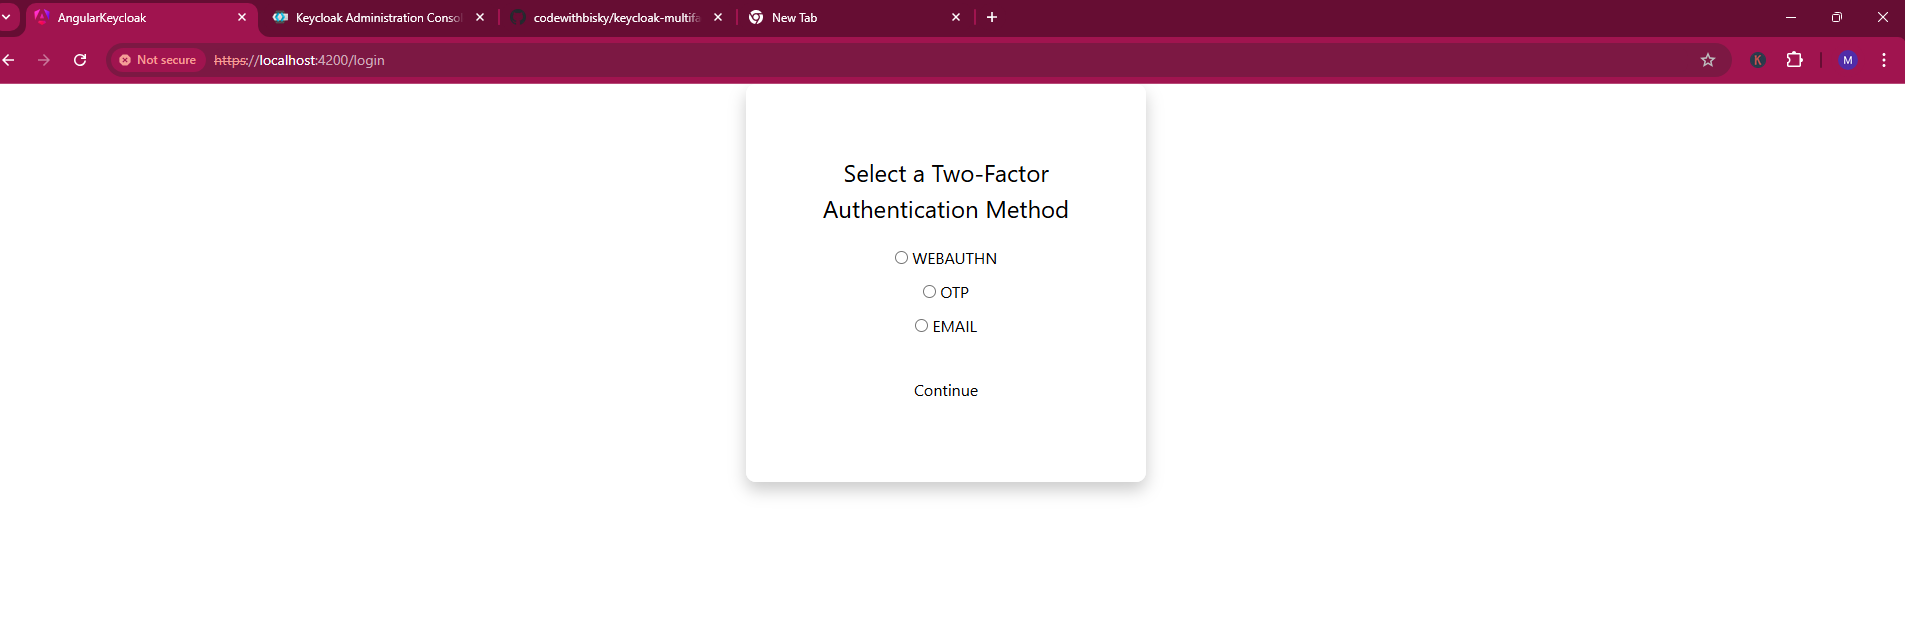 AngularKeycloak
Keycloak Administration Consol
codewithbisky/keycloak-multifa
New Tab
Not secure
https://localhost:4200/login
K
M
Select a Two-Factor
Authentication Method
WEBAUTHN
OTP
EMAIL
Continue